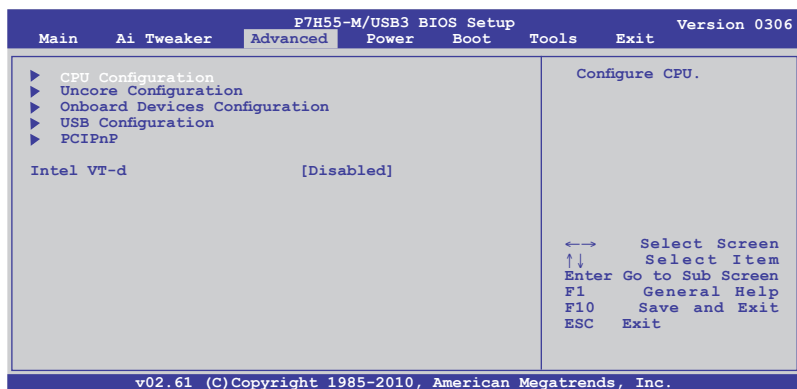 P7H55-M/USB3 BIOS Setup Version 0306
Main Ai Tweaker Advanced Power Boot Tools Exit
CPU Configuration
Uncore Configuration
Onboard Devices Configuration
USB Configuration
PCIPnP
Intel VT-d [Disabled]
Configure CPU.
←→ Select Screen
↑↓ Select Item
Enter Go to Sub Screen
F1 General Help
F10 Save and Exit
ESC Exit
v02.61 (C)Copyright 1985-2010, American Megatrends, Inc.